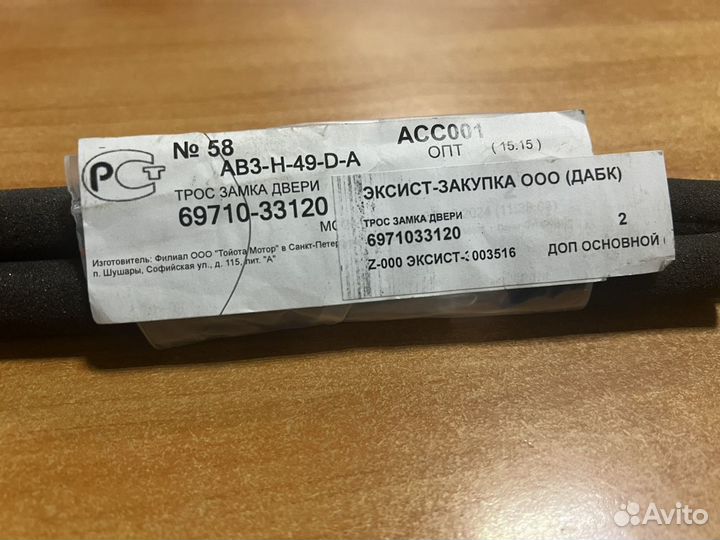 РСТ
№ 58
АВ3-Н-49-D-A
ACC001
ОПТ (15.15)
ТРОС ЗАМКА ДВЕРИ
69710-33120
Изготовитель: Филиал ООО "Тойота Мотор" в Санкт-Петер
п. Шушары, Софийская ул., д. 115, лит. "А"
ЭКСИСТ-ЗАКУПКА ООО (ДАБК)
ТРОС ЗАМКА ДВЕРИ
6971033120
2
Z-000 ЭКСИСТ-З 003516
ДОП ОСНОВНОЙ (
Avito